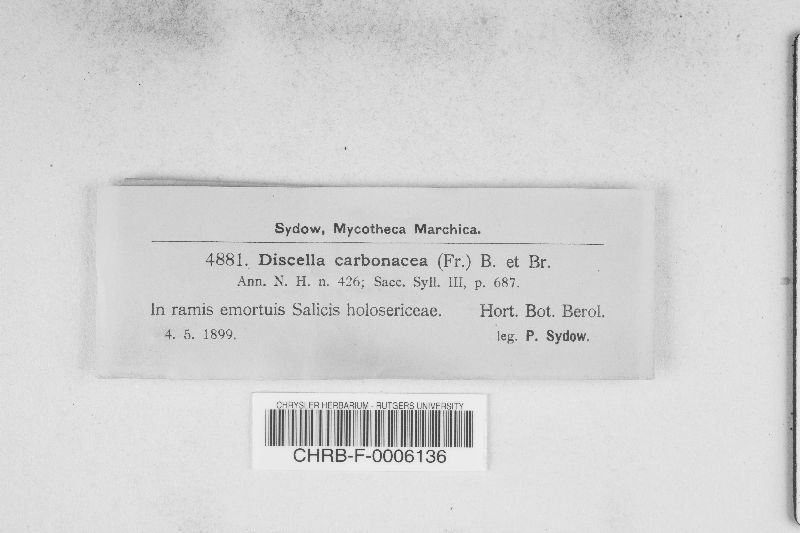 Sydow, Mycotheca Marchica.
4881. Discella carbonacea (Fr.) B. et Br.
Ann. N. H. n. 426; Sacc. Syll. III, p. 687.
In ramis emortuis Salicis holosericeae. Hort. Bot. Berol.
4. 5. 1899. leg. P. Sydow.
CHRYSLER HERBARIUM - RUTGERS UNIVERSITY
CHRB-F-0006136